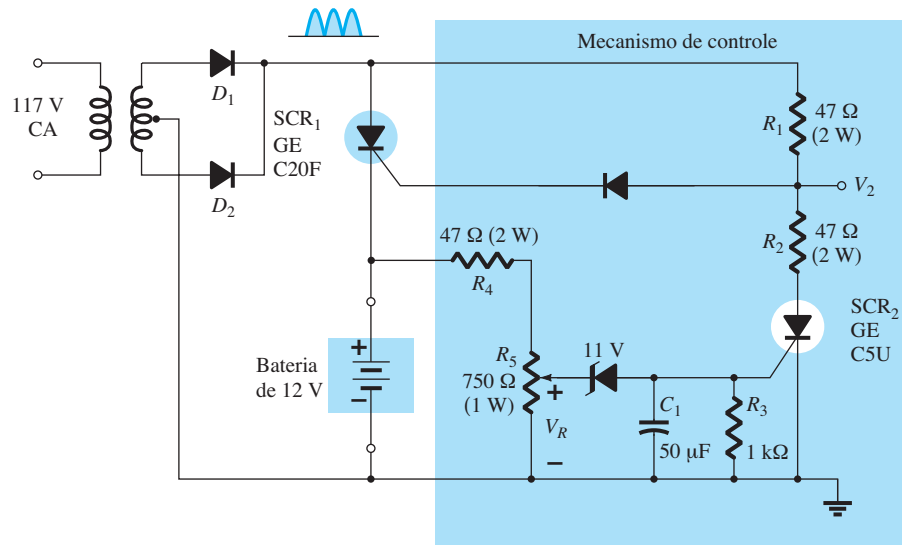 Mecanismo de controle
117 V
CA
D1
D2
SCR1
GE
C20F
R1
47 Ω
(2 W)
V2
R2
47 Ω
(2 W)
47 Ω (2 W)
R4
SCR2
GE
C5U
+
Bateria
de 12 V
−
R5
750 Ω
(1 W)
+
VR
−
11 V
C1
50 μF
R3
1 kΩ